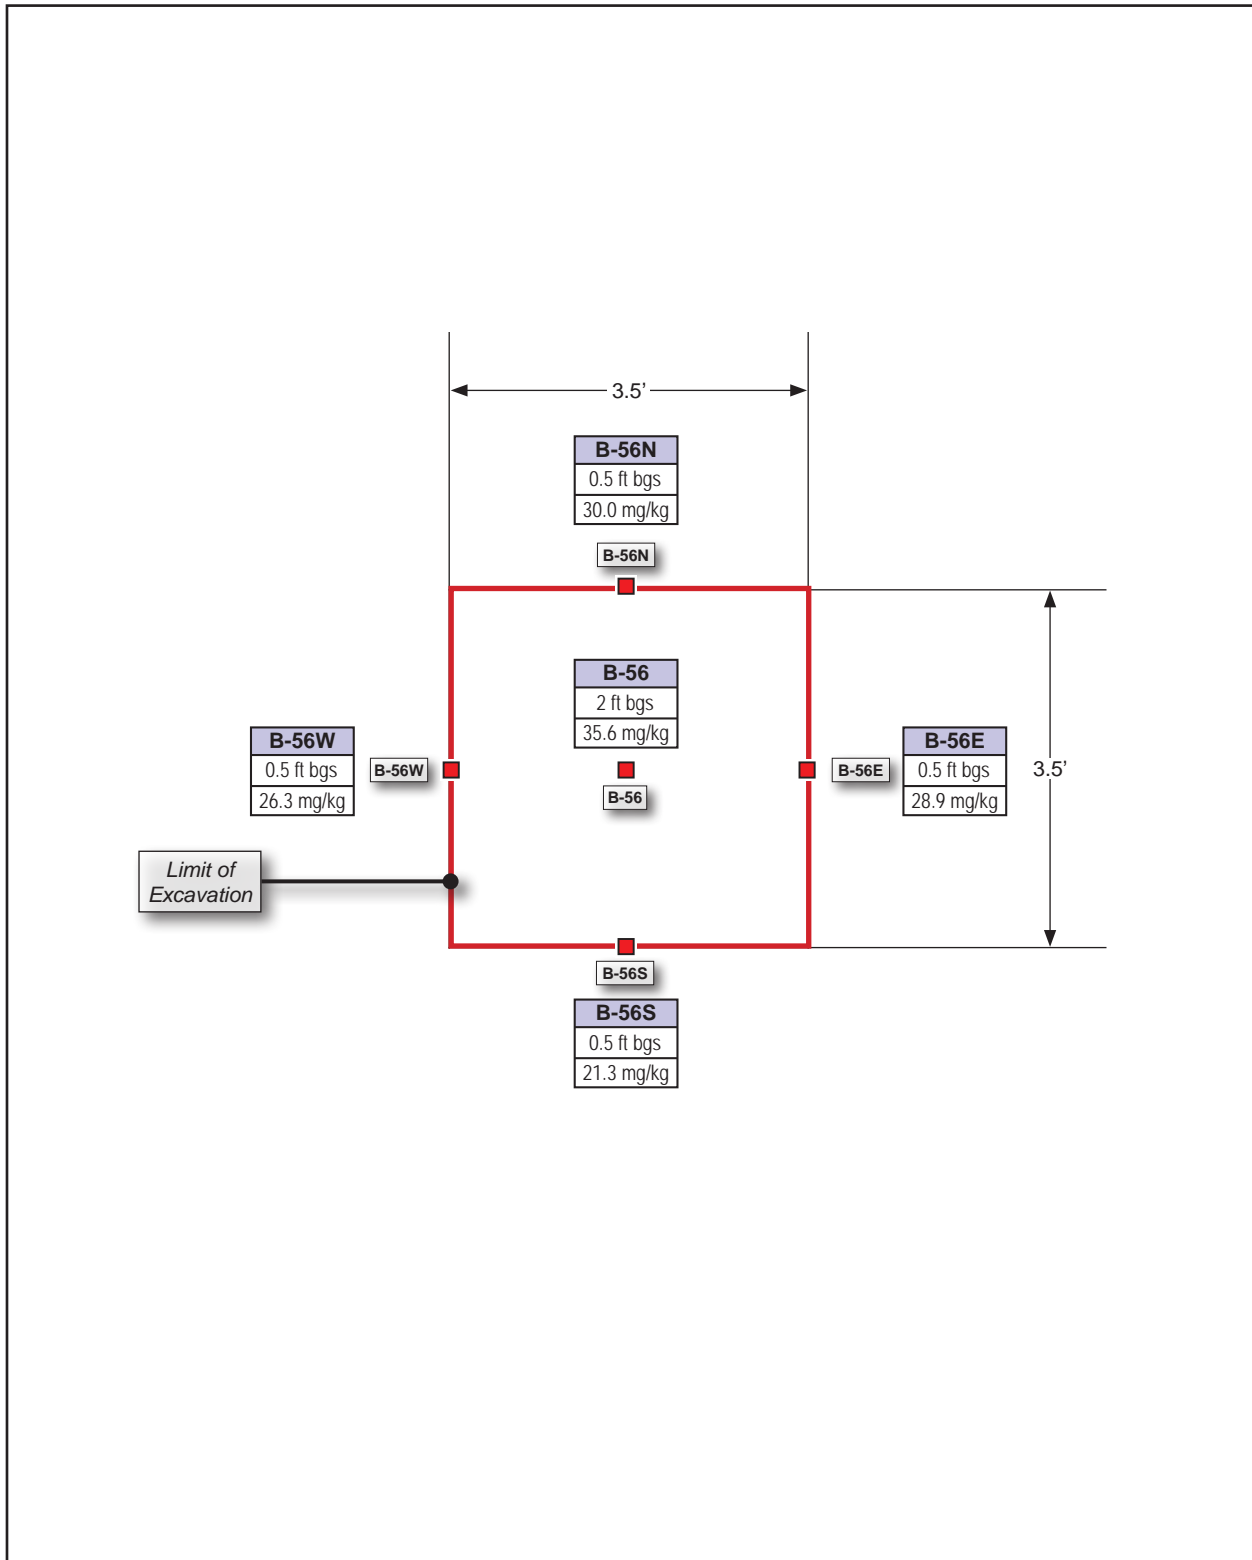 3.5’
B-56N
0.5 ft bgs
30.0 mg/kg
B-56N
B-56
2 ft bgs
35.6 mg/kg
B-56
B-56W
0.5 ft bgs
26.3 mg/kg
B-56W
B-56E
B-56E
0.5 ft bgs
28.9 mg/kg
3.5’
Limit of
Excavation
B-56S
B-56S
0.5 ft bgs
21.3 mg/kg